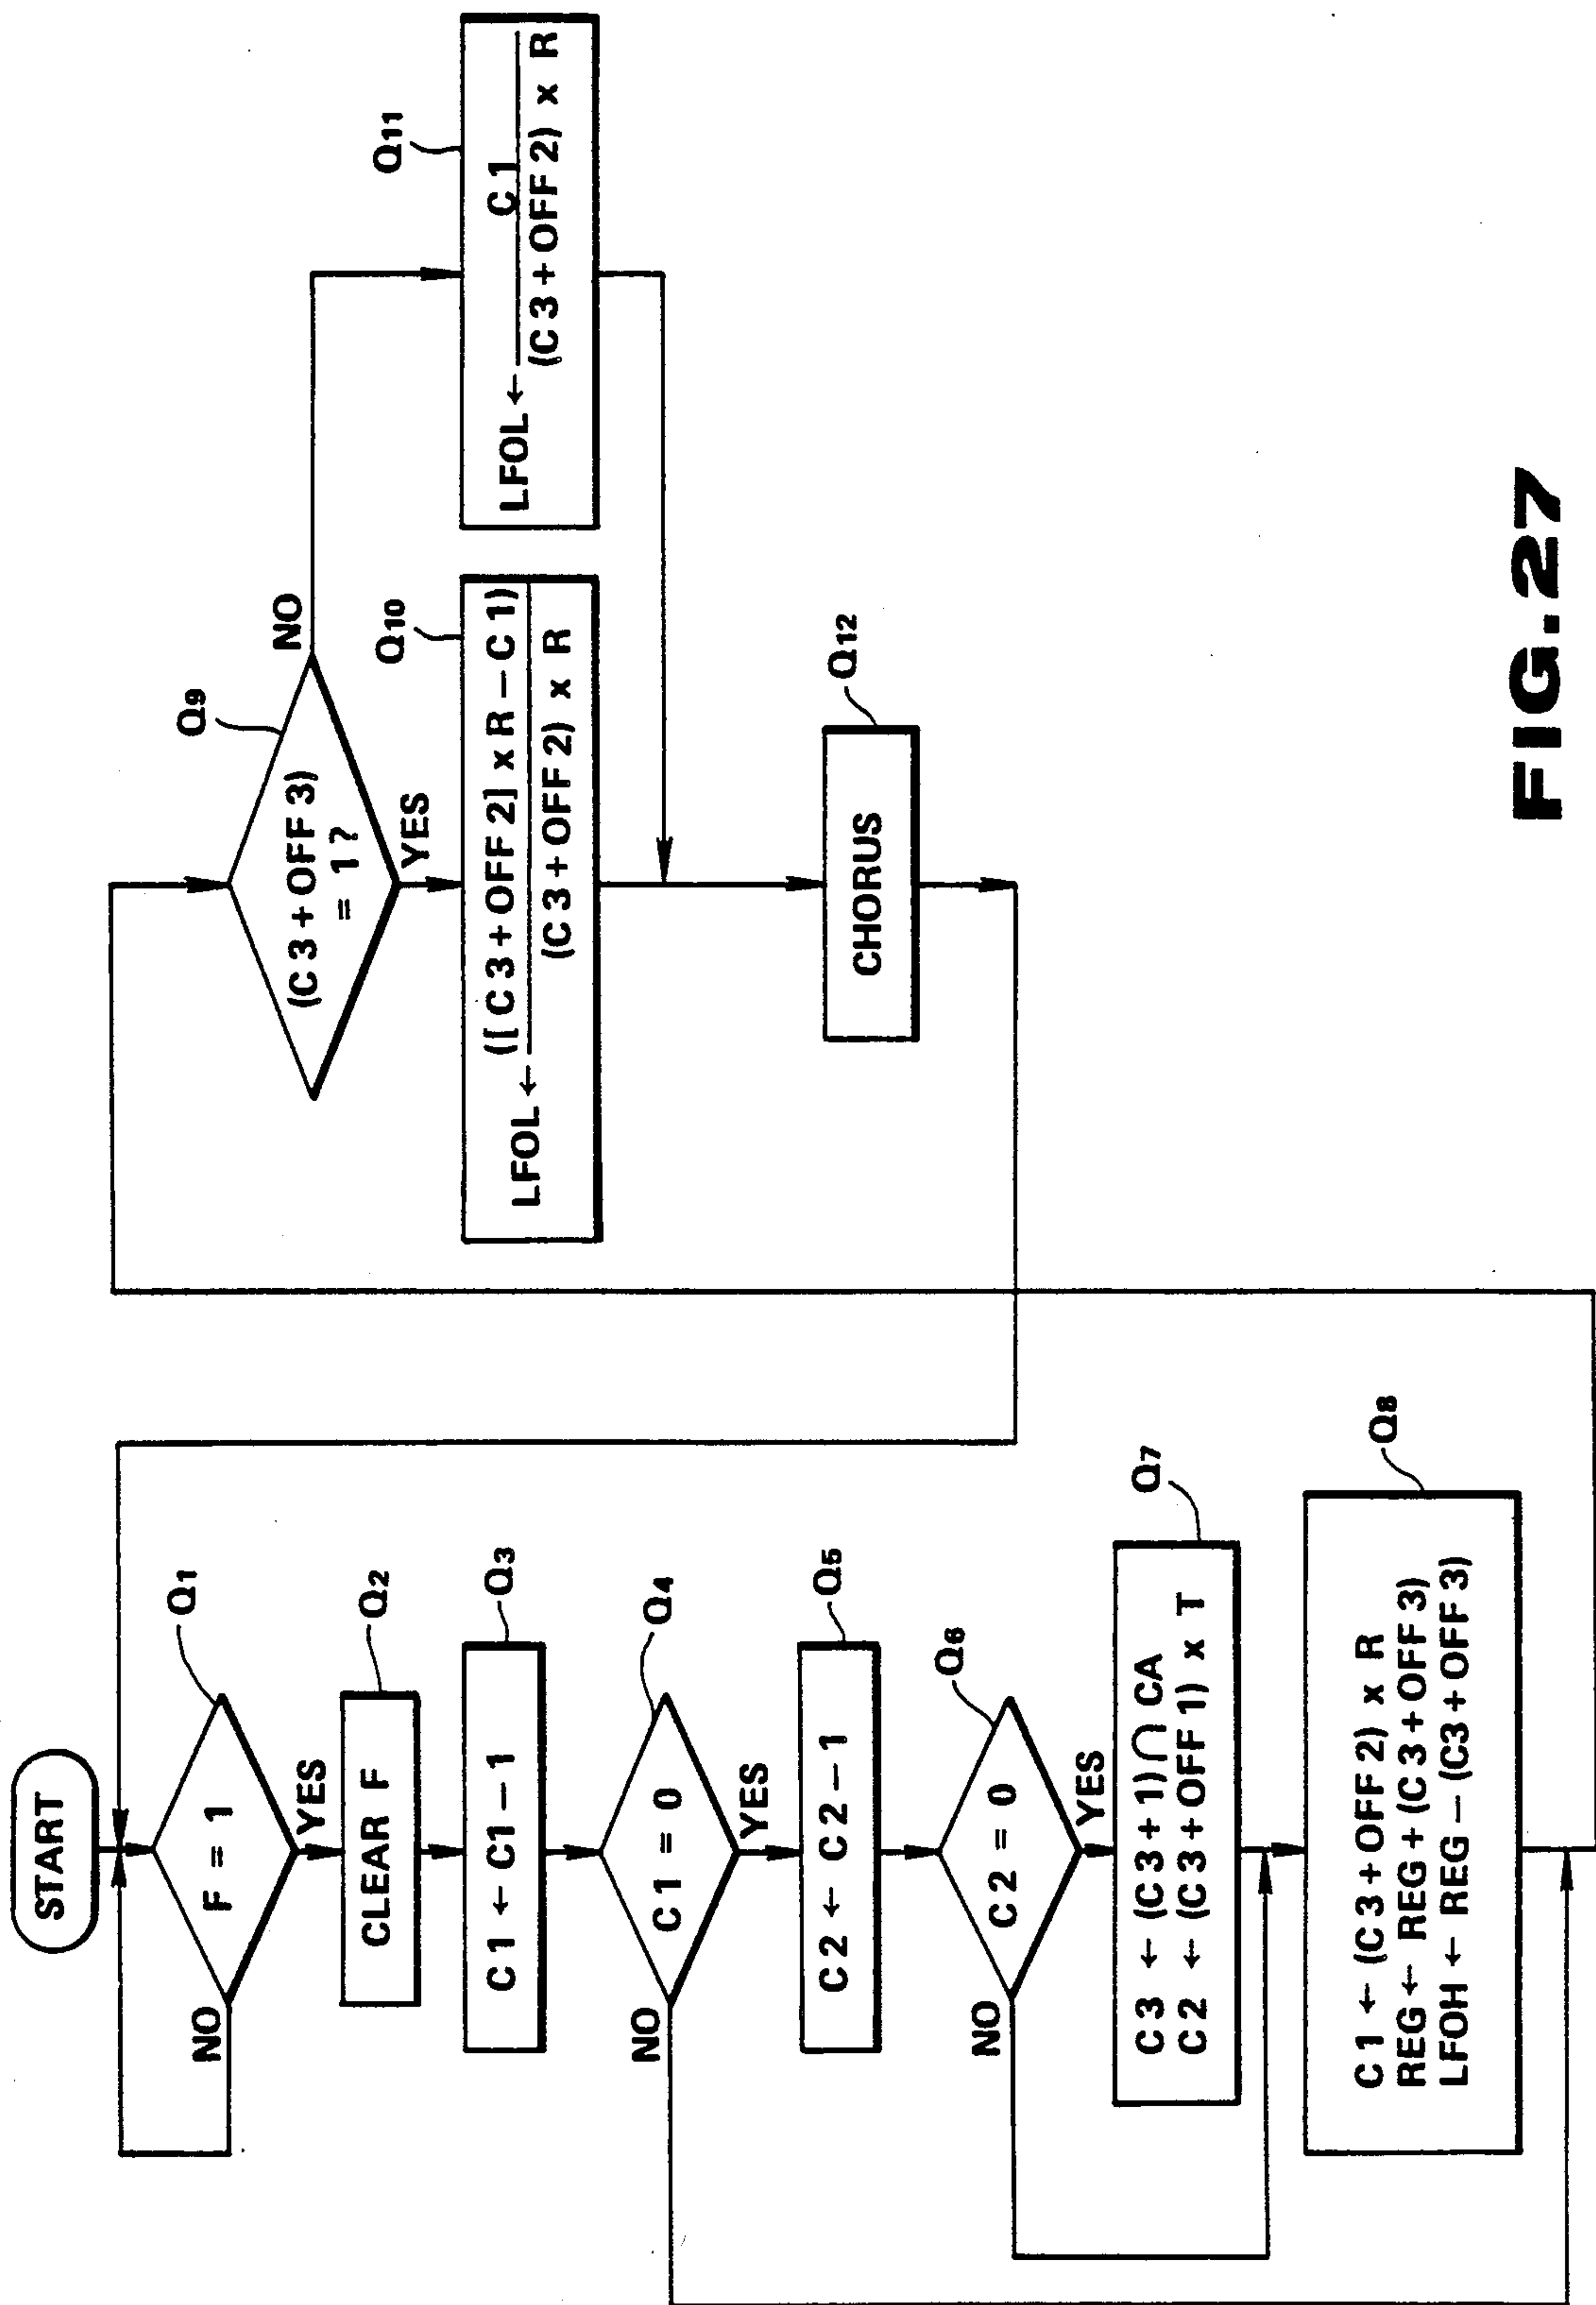 START
Q1
F = 1
NO
YES
Q2
CLEAR F
Q3
C1 ← C1 − 1
Q4
C1 = 0
NO
YES
Q5
C2 ← C2 − 1
Q6
C2 = 0
NO
YES
Q7
C3 ← (C3 + 1) ∩ CA
C2 ← (C3 + OFF 1) x T
Q8
C1 ← (C3 + OFF 2) x R
REG ← REG + (C3 + OFF 3)
LFOH ← REG − (C3 + OFF 3)
Q9
(C3 + OFF 3)
= 1 ?
NO
YES
Q10
([C3 + OFF 2] x R − C1)
LFOL ←
(C3 + OFF 2) x R
Q11
C1
LFOL ←
(C3 + OFF 2) x R
Q12
CHORUS
FIG.27